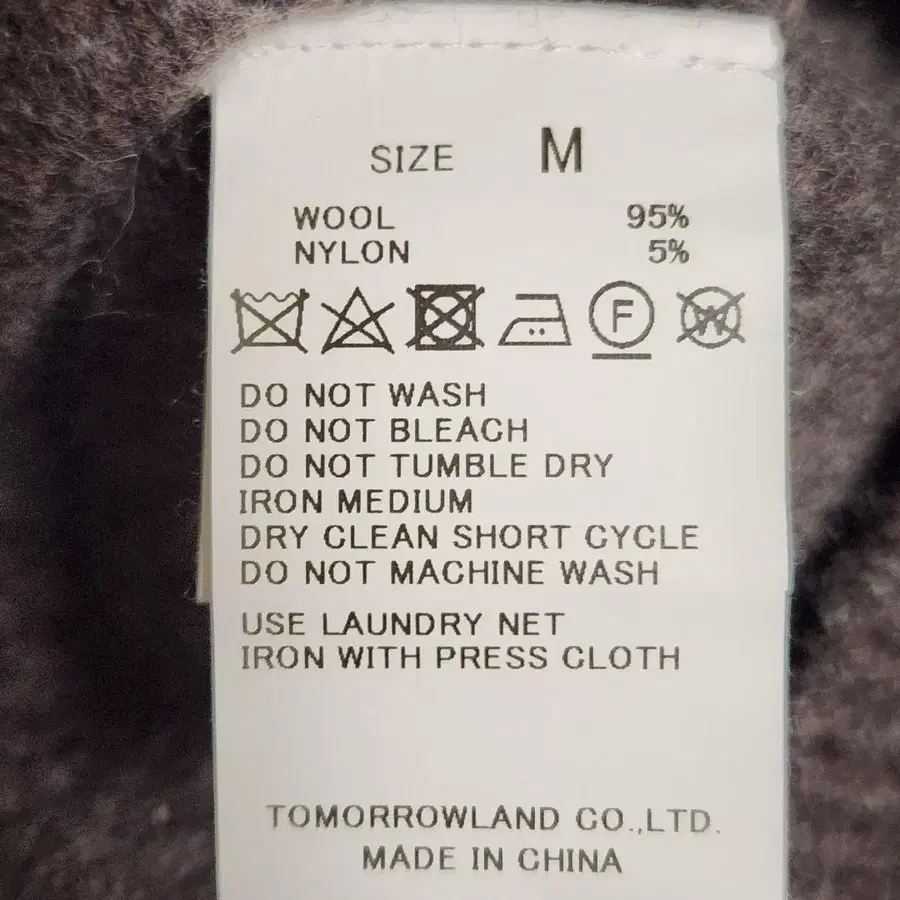 SIZE M
WOOL 95%
NYLON 5%
F W
DO NOT WASH
DO NOT BLEACH
DO NOT TUMBLE DRY
IRON MEDIUM
DRY CLEAN SHORT CYCLE
DO NOT MACHINE WASH
USE LAUNDRY NET
IRON WITH PRESS CLOTH
TOMORROWLAND CO.,LTD.
MADE IN CHINA